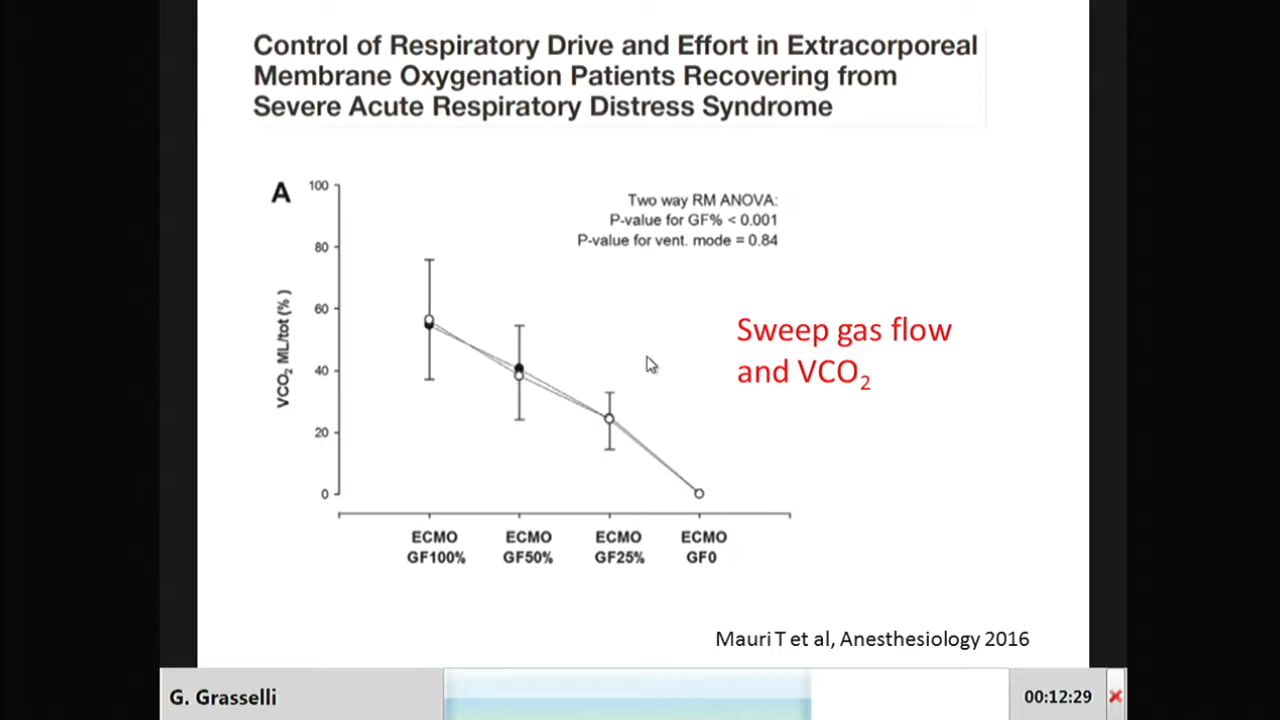 Control of Respiratory Drive and Effort in Extracorporeal
Membrane Oxygenation Patients Recovering from
Severe Acute Respiratory Distress Syndrome
A
100
80
60
40
20
0
VCO₂ ML/tot (% )
Two way RM ANOVA:
P-value for GF% < 0.001
P-value for vent. mode = 0.84
Sweep gas flow
and VCO₂
ECMO GF100%
ECMO GF50%
ECMO GF25%
ECMO GF0
Mauri T et al, Anesthesiology 2016
G. Grasselli
00:12:29